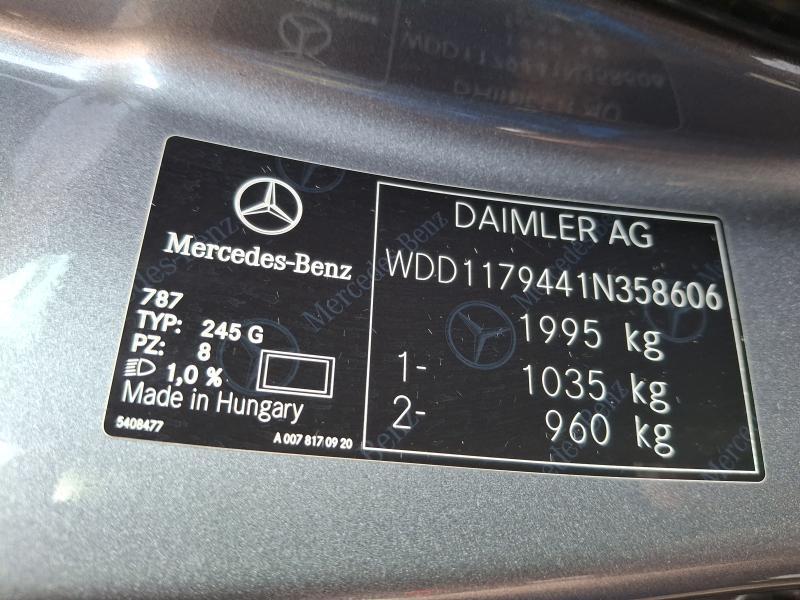 Mercedes-Benz
787
TYP: 245 G
PZ: 8
1,0 %
Made in Hungary
5408477
A 007 817 09 20
DAIMLER AG
WDD1179441N358606
1995 kg
1- 1035 kg
2- 960 kg